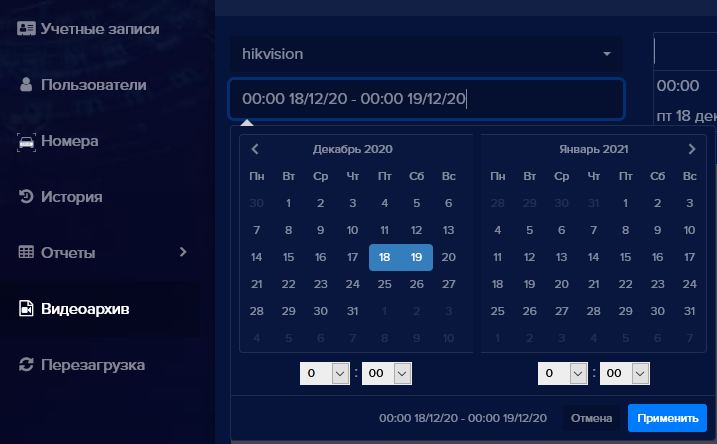 Учетные записи
Пользователи
Номера
История
Отчеты
Видеоархив
Перезагрузка
hikvision
00:00 18/12/20 - 00:00 19/12/20
00:00
пт 18 дек
Декабрь 2020
Пн Вт Ср Чт Пт Сб Вс
30 1 2 3 4 5 6
7 8 9 10 11 12 13
14 15 16 17 18 19 20
21 22 23 24 25 26 27
28 29 30 31 1 2 3
4 5 6 7 8 9 10
0 : 00
Январь 2021
Пн Вт Ср Чт Пт Сб Вс
28 29 30 31 1 2 3
4 5 6 7 8 9 10
11 12 13 14 15 16 17
18 19 20 21 22 23 24
25 26 27 28 29 30 31
1 2 3 4 5 6 7
0 : 00
00:00 18/12/20 - 00:00 19/12/20
Отмена
Применить